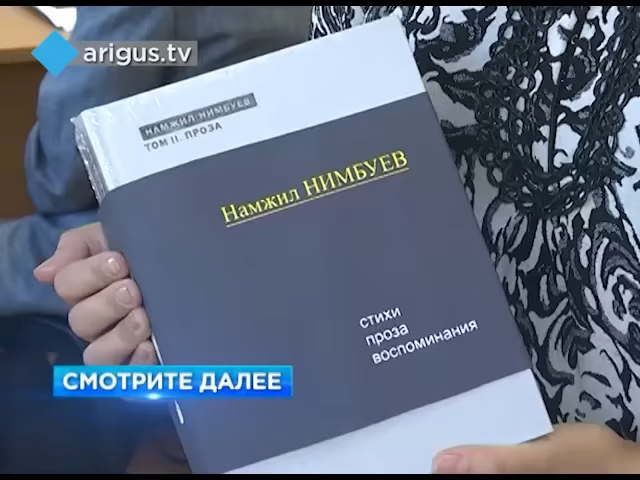 arigus.tv
НАМЖИЛ НИМБУЕВ
ТОМ II. ПРОЗА
Намжил НИМБУЕВ
стихи
проза
воспоминания
СМОТРИТЕ ДАЛЕЕ